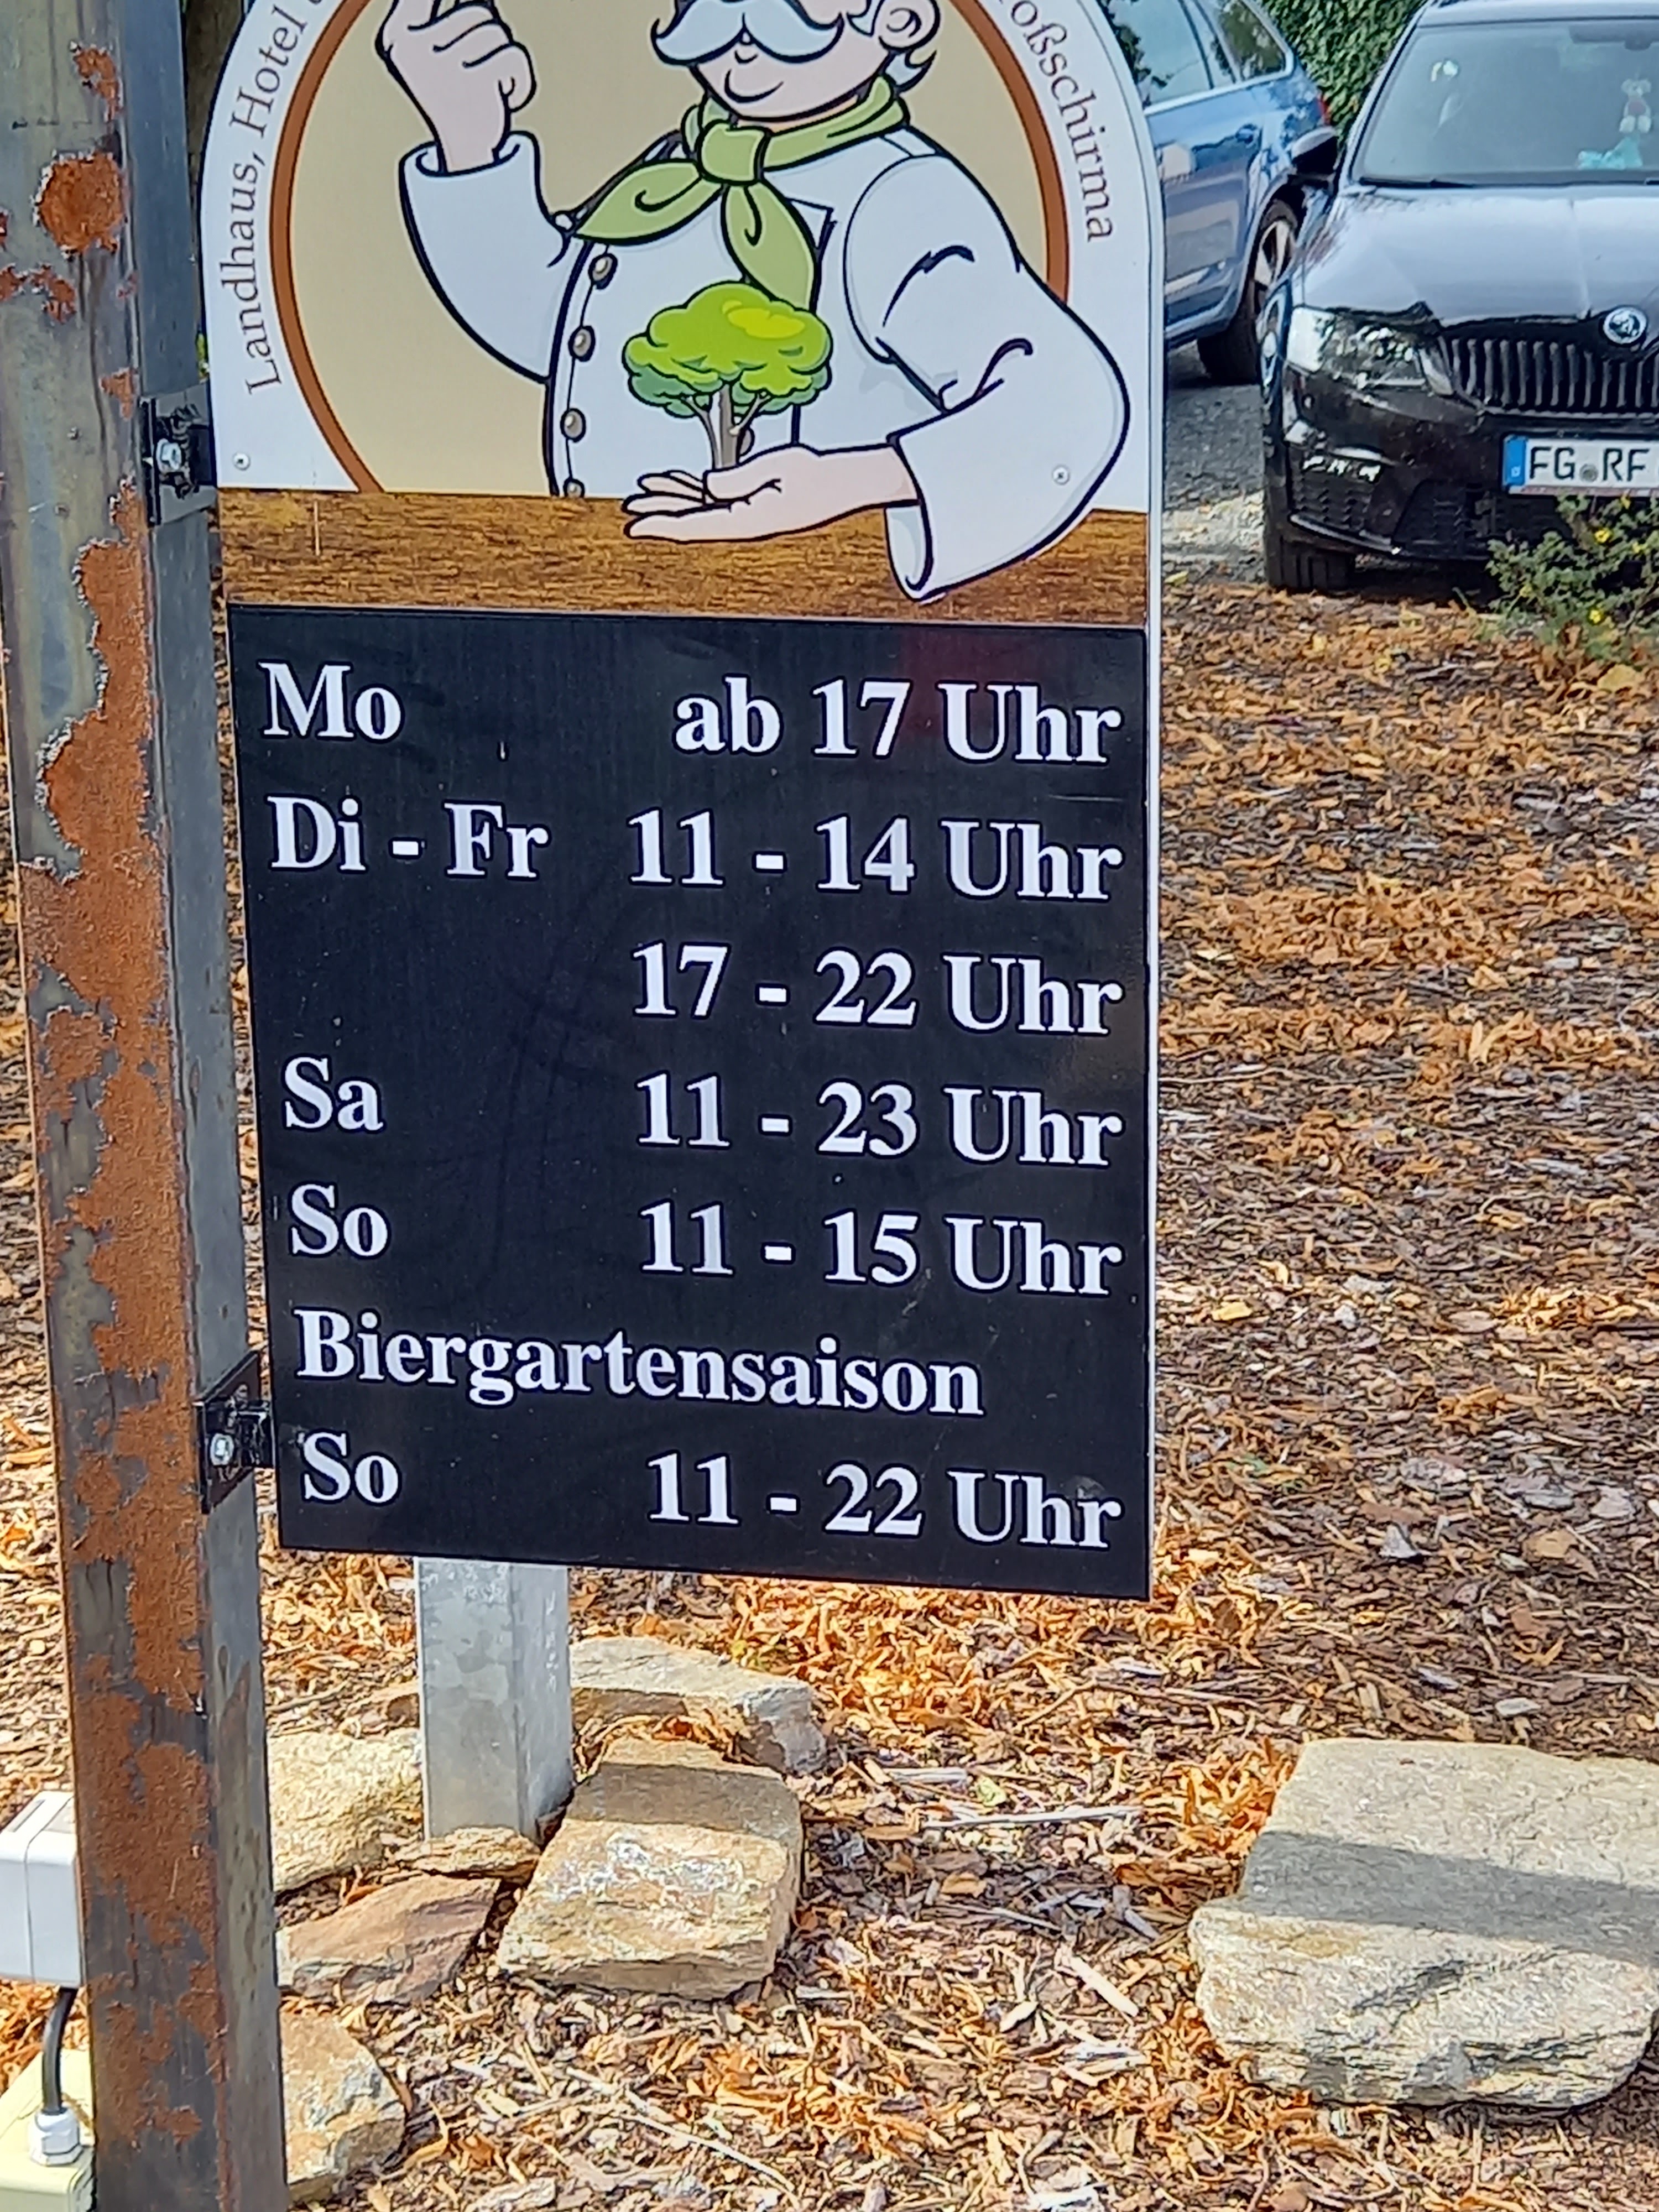 Landhaus, Hotel
Mo ab 17 Uhr
Di - Fr 11 - 14 Uhr
17 - 22 Uhr
Sa 11 - 23 Uhr
So 11 - 15 Uhr
Biergartensaison
So 11 - 22 Uhr
FG RF